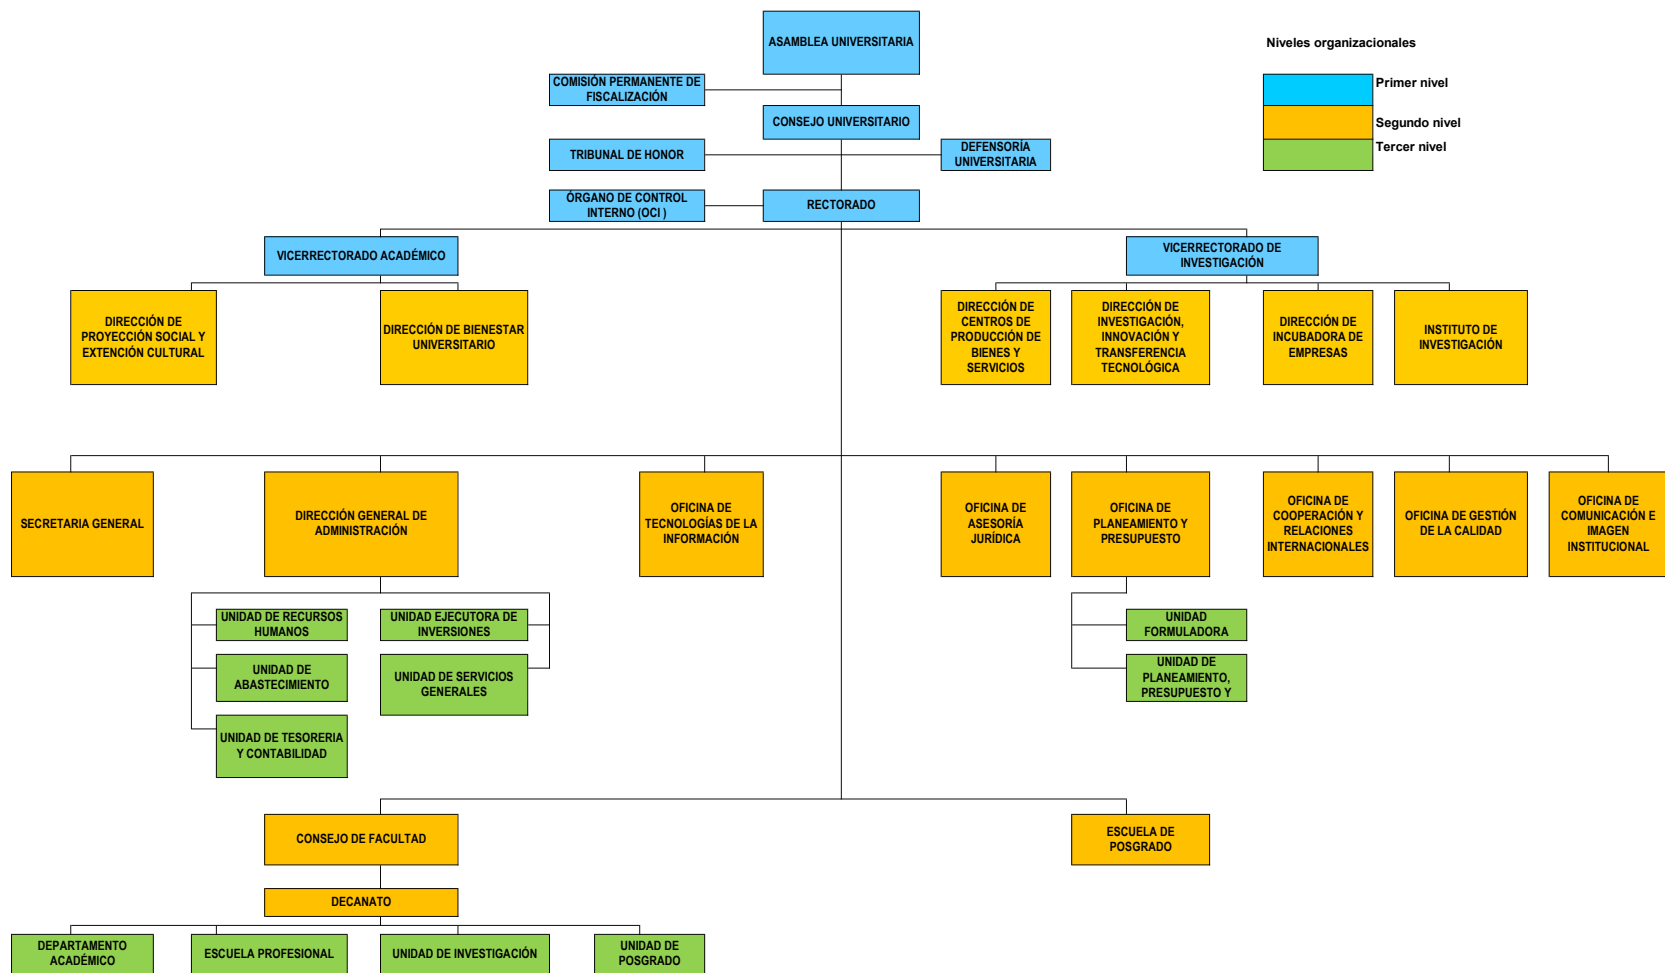 ASAMBLEA UNIVERSITARIA
Niveles organizacionales
Primer nivel
Segundo nivel
Tercer nivel
COMISIÓN PERMANENTE DE
FISCALIZACIÓN
CONSEJO UNIVERSITARIO
TRIBUNAL DE HONOR
DEFENSORÍA
UNIVERSITARIA
ÓRGANO DE CONTROL
INTERNO (OCI )
RECTORADO
VICERRECTORADO ACADÉMICO
VICERRECTORADO DE
INVESTIGACIÓN
DIRECCIÓN DE
PROYECCIÓN SOCIAL Y
EXTENCIÓN CULTURAL
DIRECCIÓN DE BIENESTAR
UNIVERSITARIO
DIRECCIÓN DE
CENTROS DE
PRODUCCIÓN DE
BIENES Y
SERVICIOS
DIRECCIÓN DE
INVESTIGACIÓN,
INNOVACIÓN Y
TRANSFERENCIA
TECNOLÓGICA
DIRECCIÓN DE
INCUBADORA DE
EMPRESAS
INSTITUTO DE
INVESTIGACIÓN
SECRETARIA GENERAL
DIRECCIÓN GENERAL DE
ADMINISTRACIÓN
OFICINA DE
TECNOLOGÍAS DE LA
INFORMACIÓN
OFICINA DE
ASESORÍA
JURÍDICA
OFICINA DE
PLANEAMIENTO Y
PRESUPUESTO
OFICINA DE
COOPERACIÓN Y
RELACIONES
INTERNACIONALES
OFICINA DE GESTIÓN
DE LA CALIDAD
OFICINA DE
COMUNICACIÓN E
IMAGEN
INSTITUCIONAL
UNIDAD DE RECURSOS
HUMANOS
UNIDAD EJECUTORA DE
INVERSIONES
UNIDAD DE
ABASTECIMIENTO
UNIDAD DE SERVICIOS
GENERALES
UNIDAD DE TESORERIA
Y CONTABILIDAD
UNIDAD
FORMULADORA
UNIDAD DE
PLANEAMIENTO,
PRESUPUESTO Y
CONSEJO DE FACULTAD
ESCUELA DE
POSGRADO
DECANATO
DEPARTAMENTO
ACADÉMICO
ESCUELA PROFESIONAL
UNIDAD DE INVESTIGACIÓN
UNIDAD DE
POSGRADO